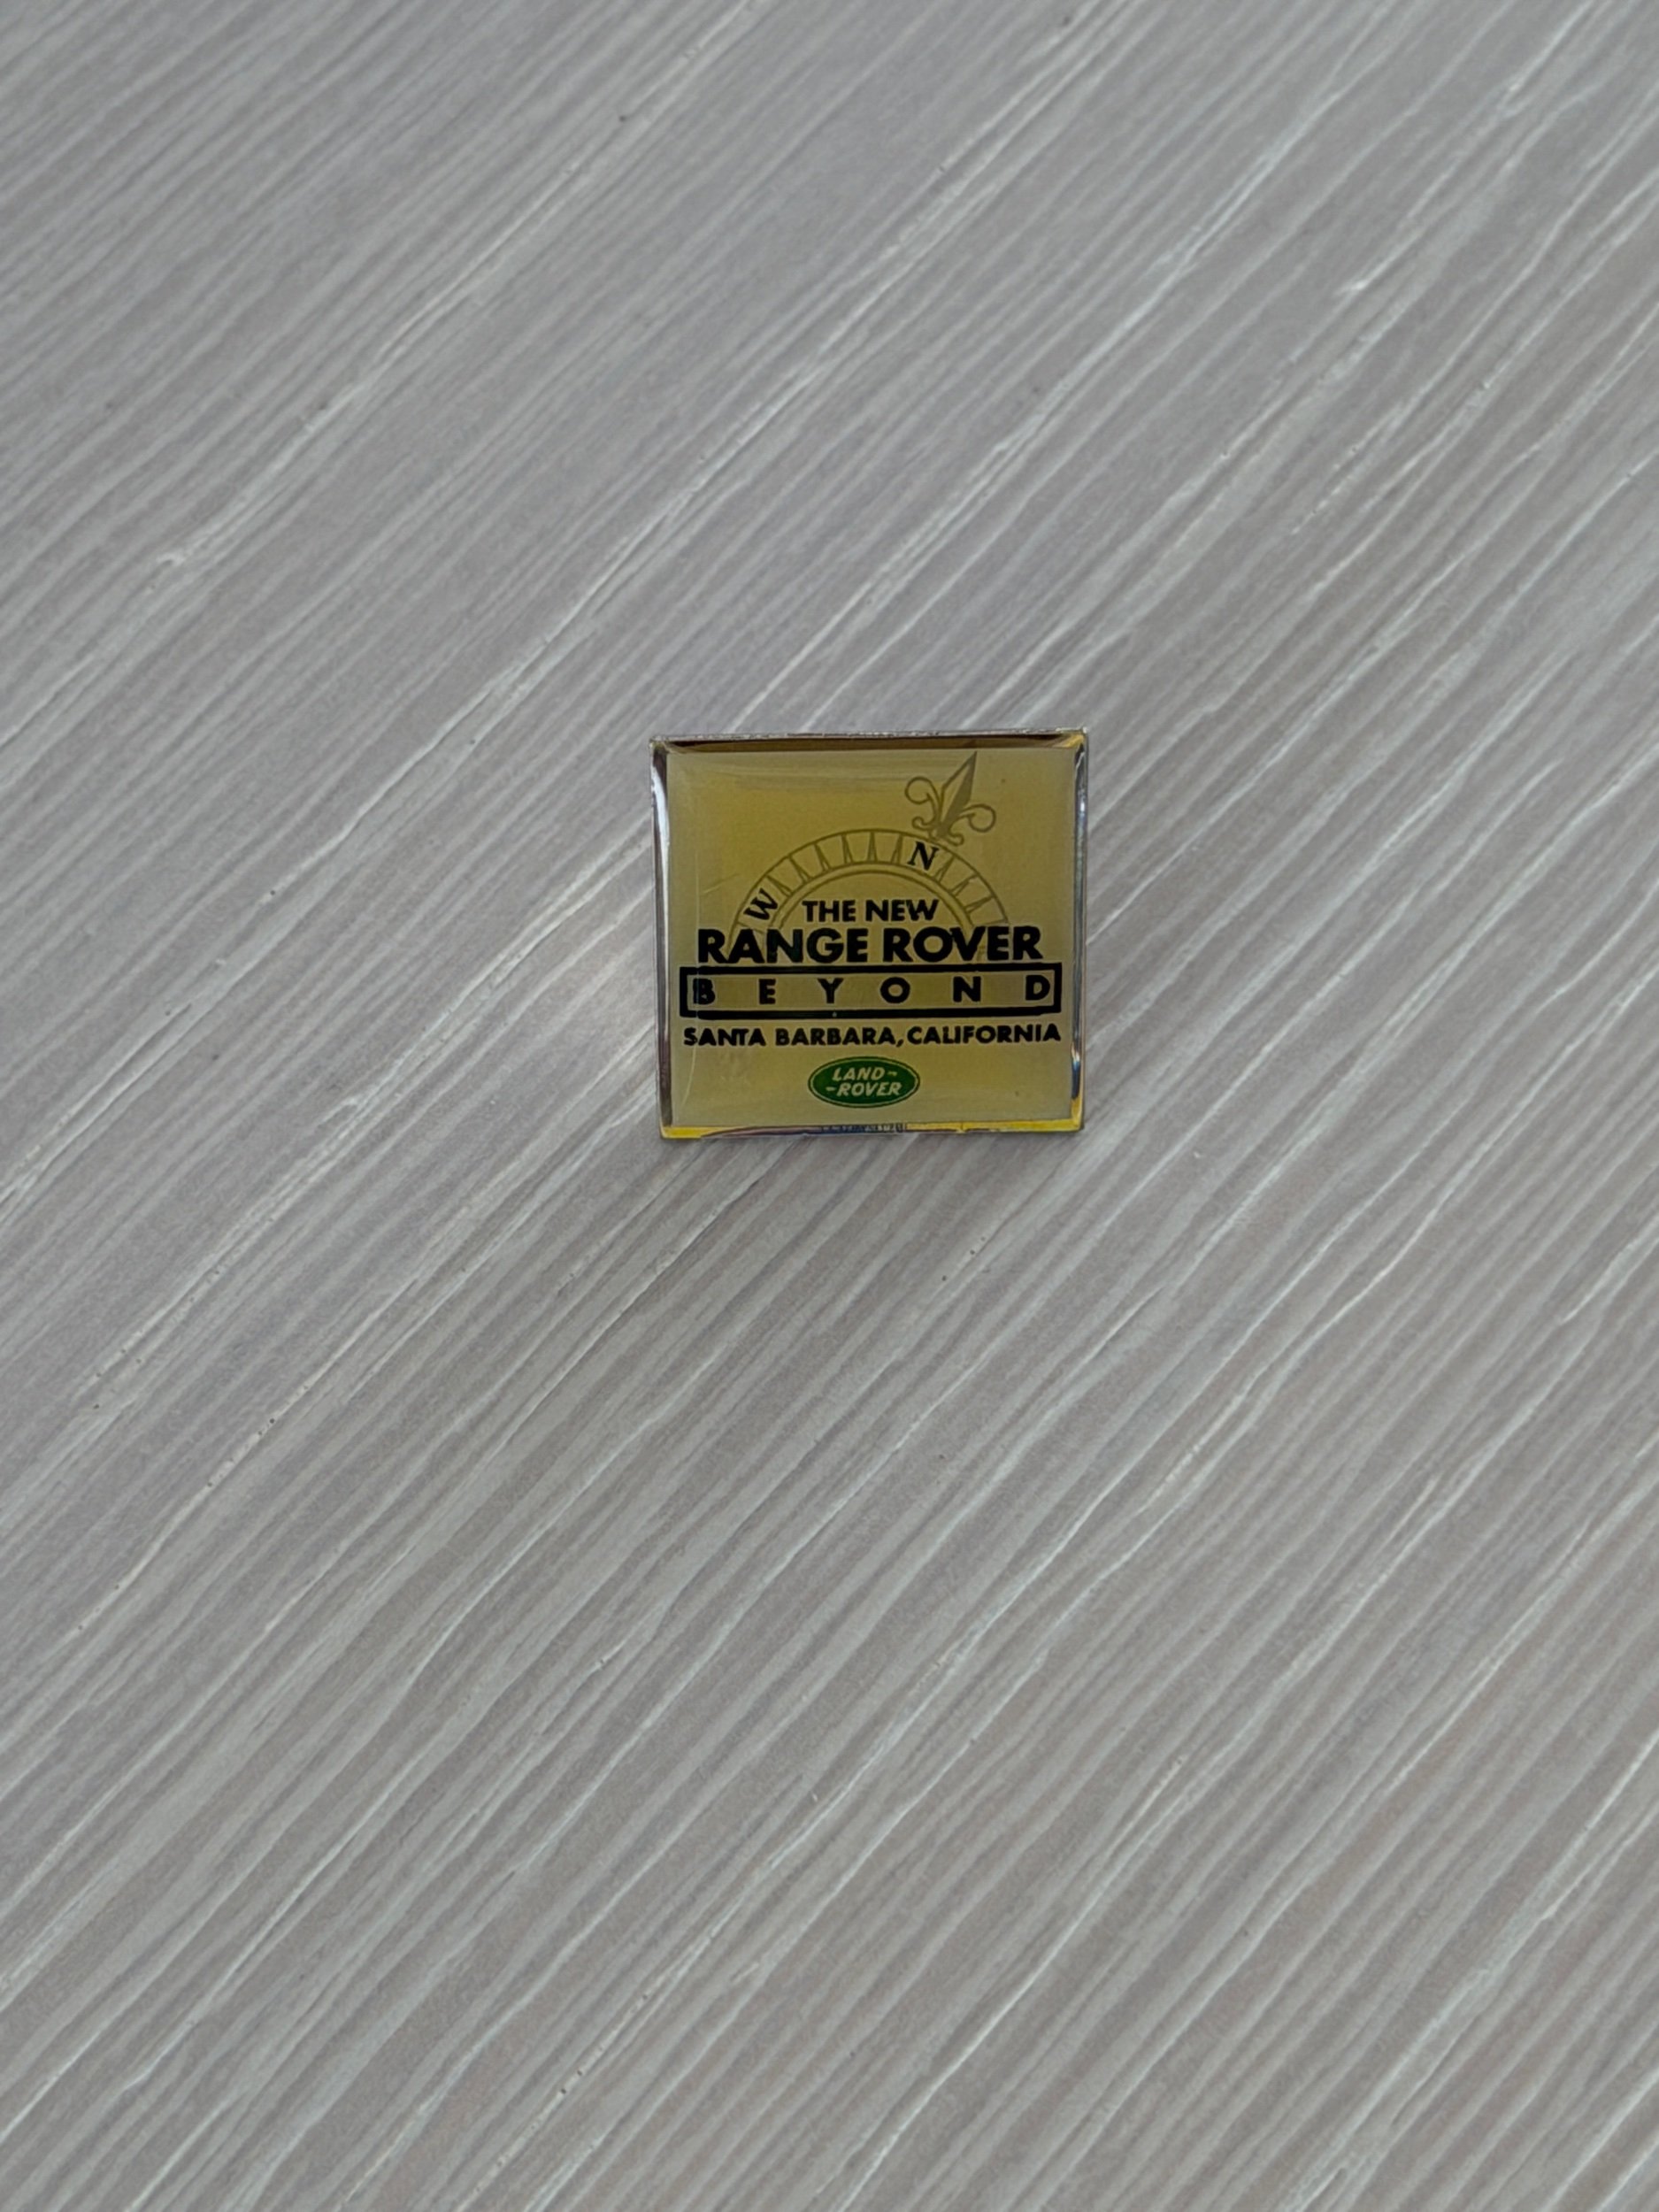 N
W
THE NEW
RANGE ROVER
BEYOND
SANTA BARBARA, CALIFORNIA
LAND-
-ROVER